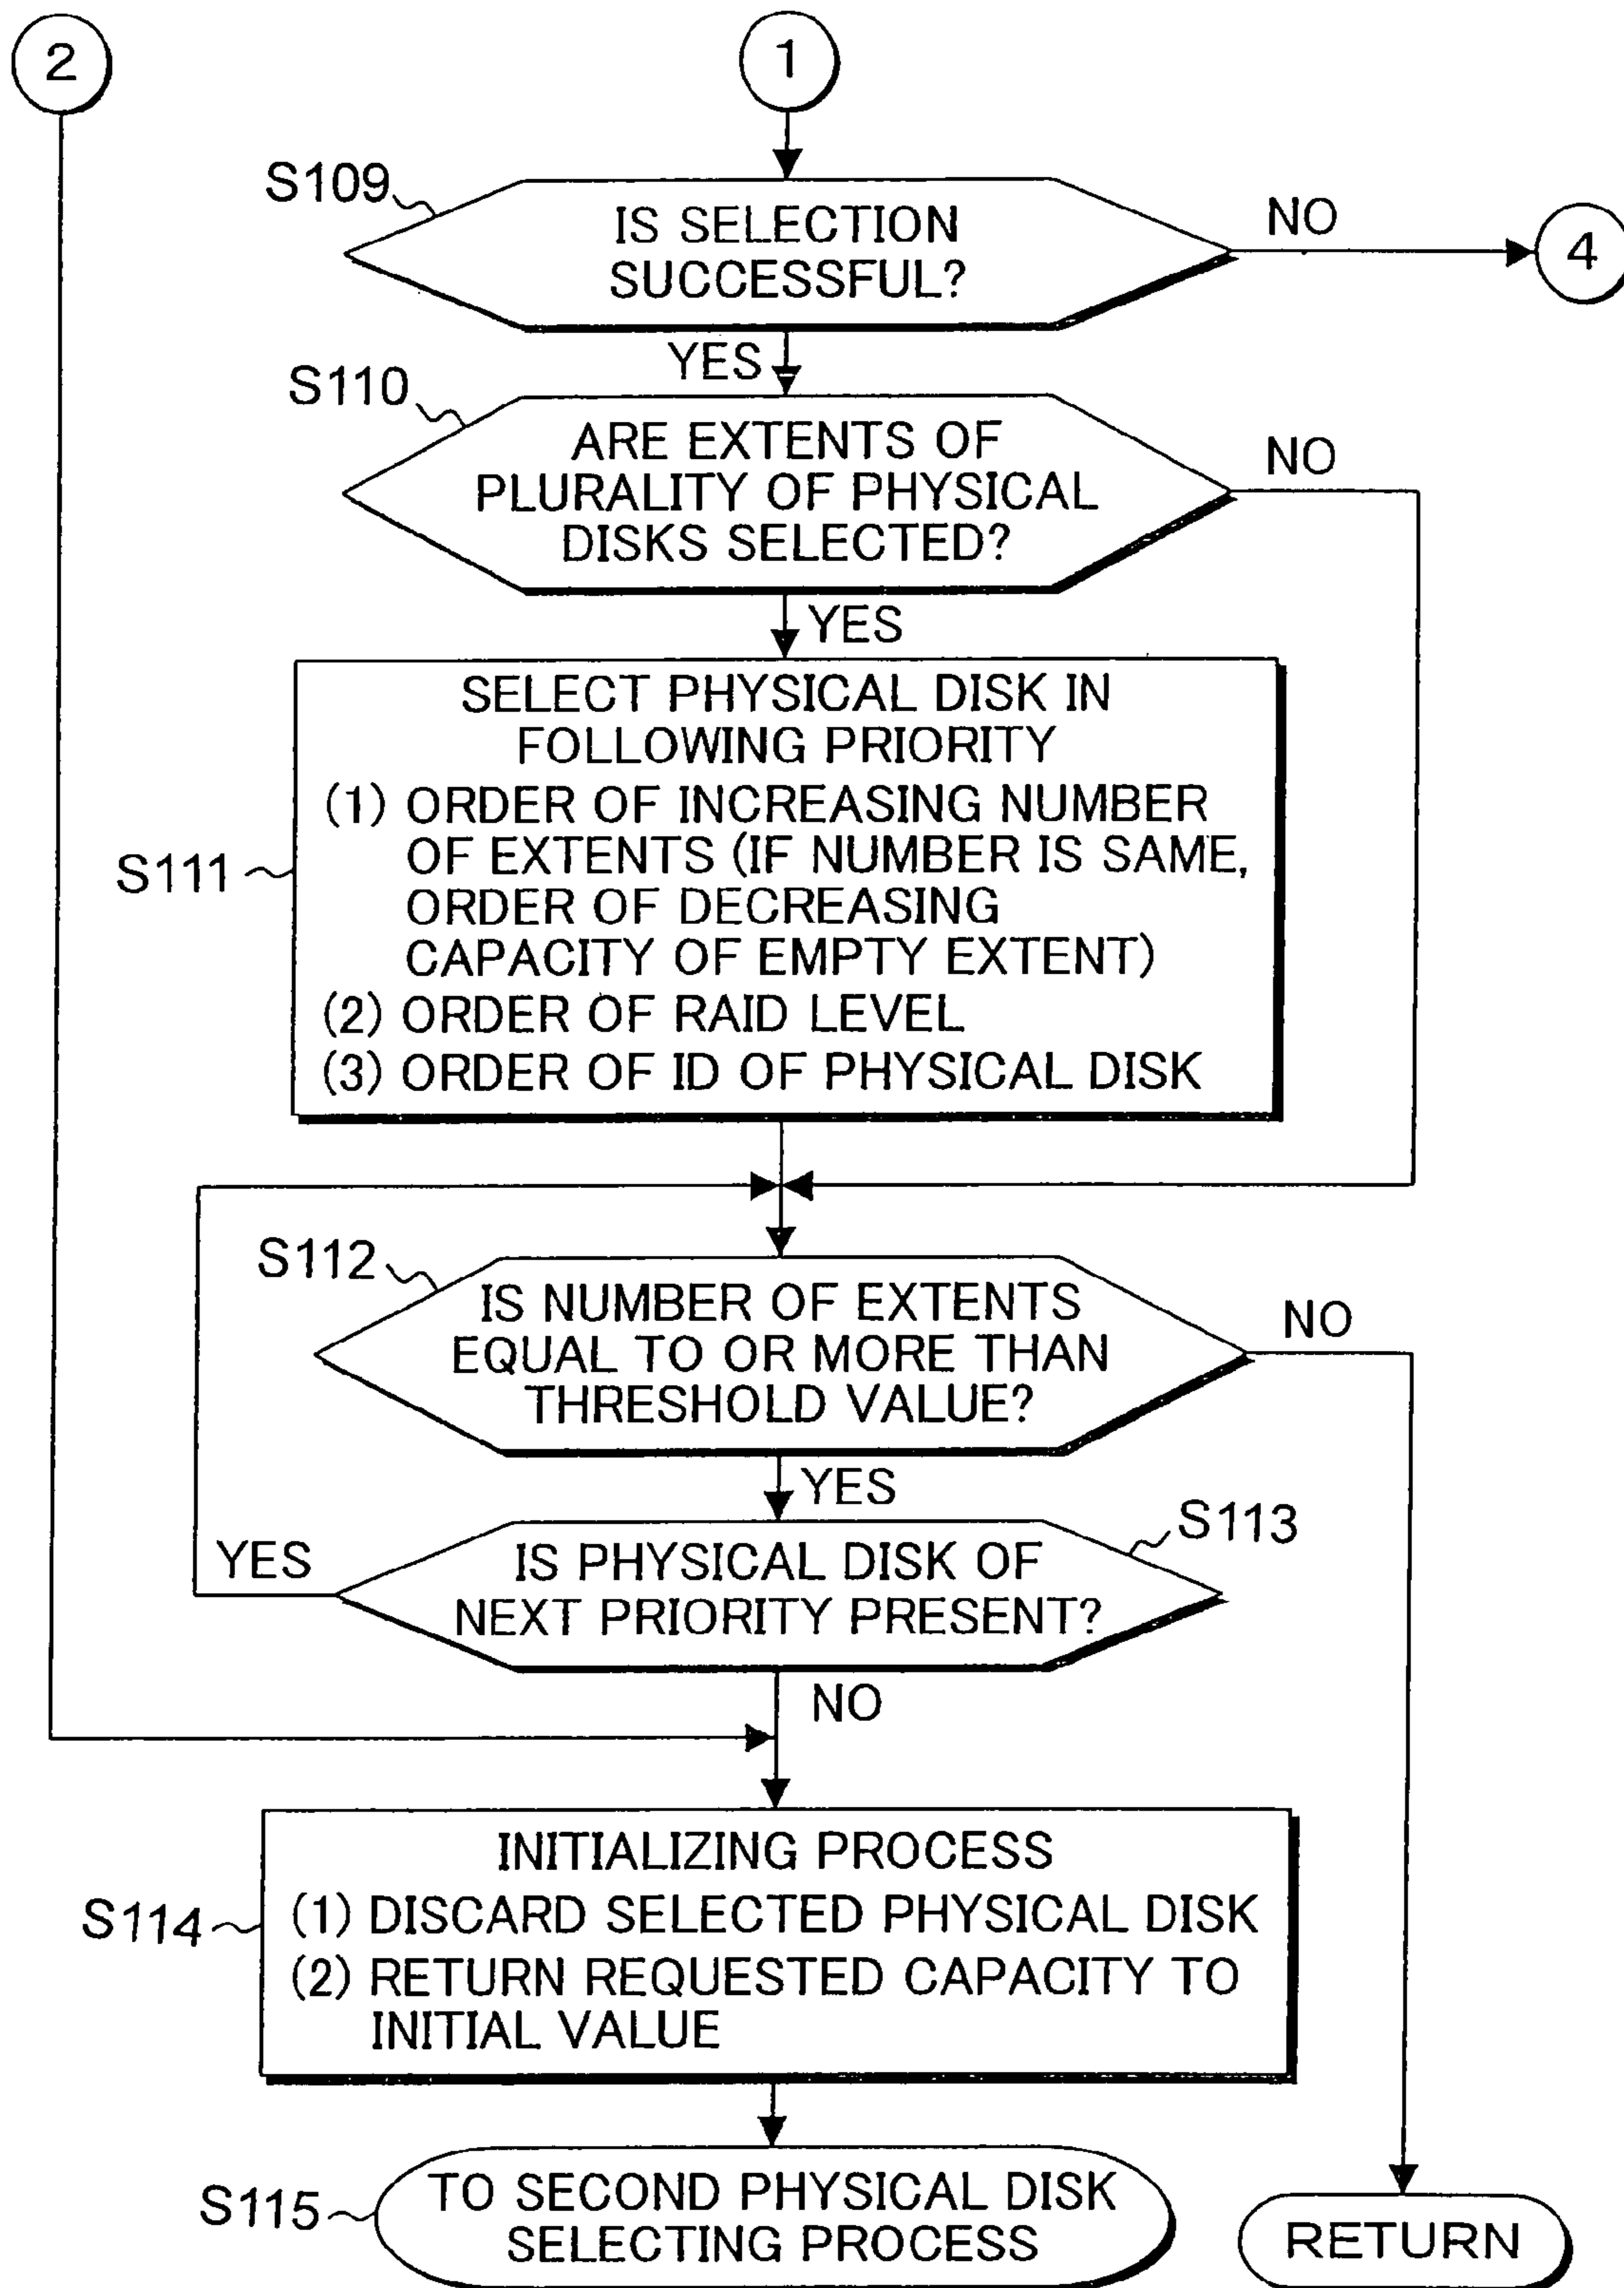 2
1
S109
IS SELECTION
SUCCESSFUL?
NO
4
YES
S110
ARE EXTENTS OF
PLURALITY OF PHYSICAL
DISKS SELECTED?
NO
YES
S111
SELECT PHYSICAL DISK IN
FOLLOWING PRIORITY
(1) ORDER OF INCREASING NUMBER
OF EXTENTS (IF NUMBER IS SAME,
ORDER OF DECREASING
CAPACITY OF EMPTY EXTENT)
(2) ORDER OF RAID LEVEL
(3) ORDER OF ID OF PHYSICAL DISK
S112
IS NUMBER OF EXTENTS
EQUAL TO OR MORE THAN
THRESHOLD VALUE?
NO
YES
S113
IS PHYSICAL DISK OF
NEXT PRIORITY PRESENT?
YES
NO
S114
INITIALIZING PROCESS
(1) DISCARD SELECTED PHYSICAL DISK
(2) RETURN REQUESTED CAPACITY TO
INITIAL VALUE
S115
TO SECOND PHYSICAL DISK
SELECTING PROCESS
RETURN